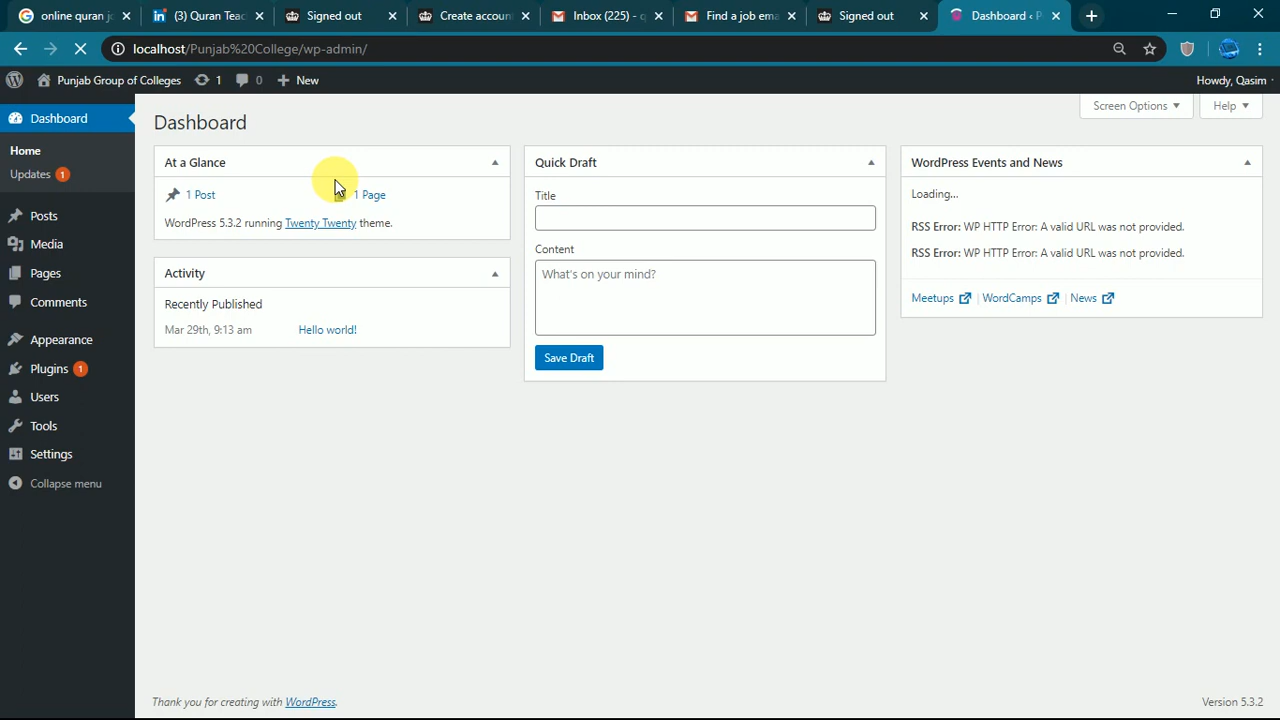 online quran jo
(3) Quran Teac
Signed out
Create accoun
Inbox (225) - q
Find a job ema
Signed out
Dashboard ‹ P
localhost/Punjab%20College/wp-admin/
Punjab Group of Colleges
1
0
New
Howdy, Qasim
Dashboard
Home
Updates 1
Posts
Media
Pages
Comments
Appearance
Plugins 1
Users
Tools
Settings
Collapse menu
Screen Options
Help
Dashboard
At a Glance
1 Post
1 Page
WordPress 5.3.2 running Twenty Twenty theme.
Activity
Recently Published
Mar 29th, 9:13 am
Hello world!
Quick Draft
Title
Content
What's on your mind?
Save Draft
WordPress Events and News
Loading...
RSS Error: WP HTTP Error: A valid URL was not provided.
RSS Error: WP HTTP Error: A valid URL was not provided.
Meetups | WordCamps | News
Thank you for creating with WordPress.
Version 5.3.2